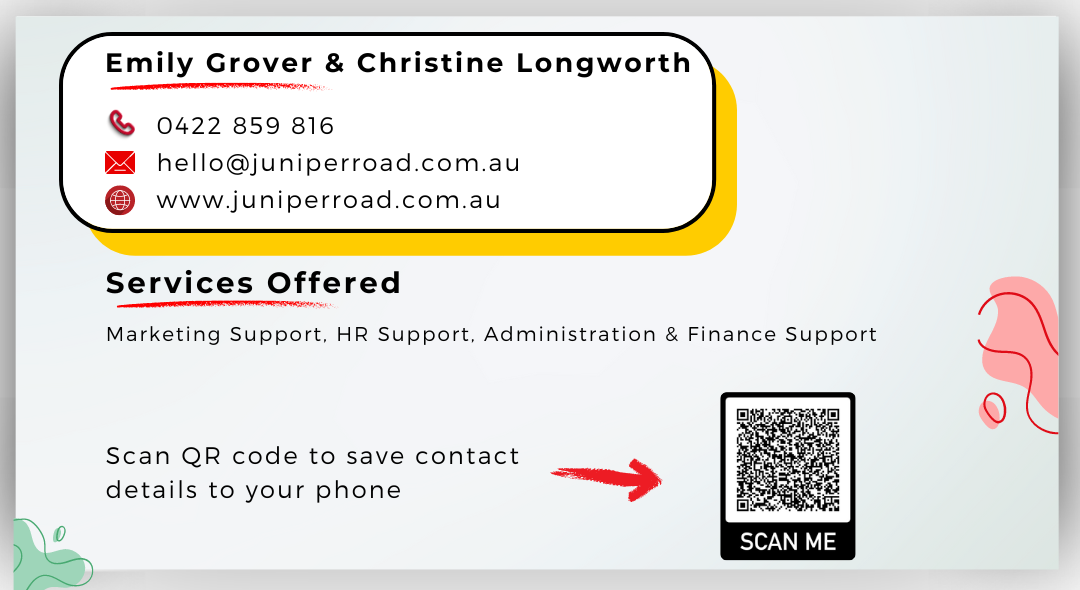 Emily Grover & Christine Longworth
0422 859 816
hello@juniperroad.com.au
www.juniperroad.com.au
Services Offered
Marketing Support, HR Support, Administration & Finance Support
Scan QR code to save contact
details to your phone
SCAN ME